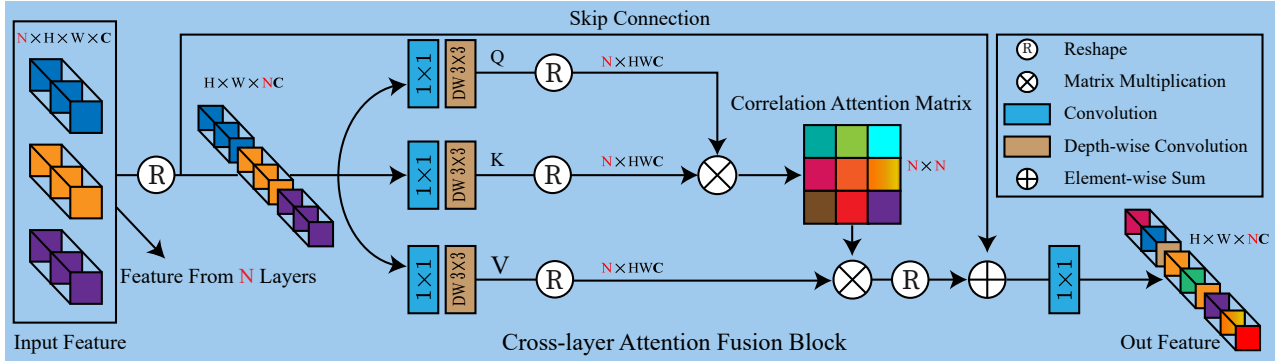 Skip Connection
N×H×W×C
H×W×NC
1×1
DW 3×3
Q
R
N×HWC
Correlation Attention Matrix
R
1×1
DW 3×3
K
R
N×HWC
N×N
Feature From N Layers
1×1
DW 3×3
V
R
N×HWC
R
1×1
H×W×NC
Input Feature
Cross-layer Attention Fusion Block
Out Feature
R
Reshape
Matrix Multiplication
Convolution
Depth-wise Convolution
Element-wise Sum